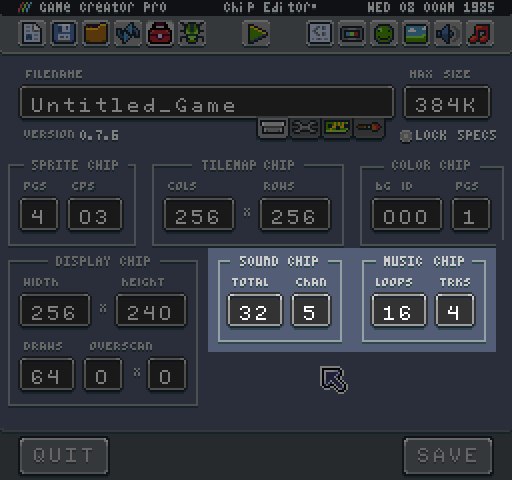 GAME CREATOR PRO CHIP EDITOR* WED 08 00AM 1985
FILENAME MAX SIZE
Untitled_Game 384K
VERSION 0.7.6 LOCK SPECS
SPRITE CHIP TILEMAP CHIP COLOR CHIP
PGS CPS COLS ROWS BG ID PGS
4 03 256 x 256 000 1
DISPLAY CHIP SOUND CHIP MUSIC CHIP
WIDTH HEIGHT TOTAL CHAN LOOPS TRKS
256 x 240 32 5 16 4
DRAWS OVERSCAN
64 0 x 0
QUIT SAVE